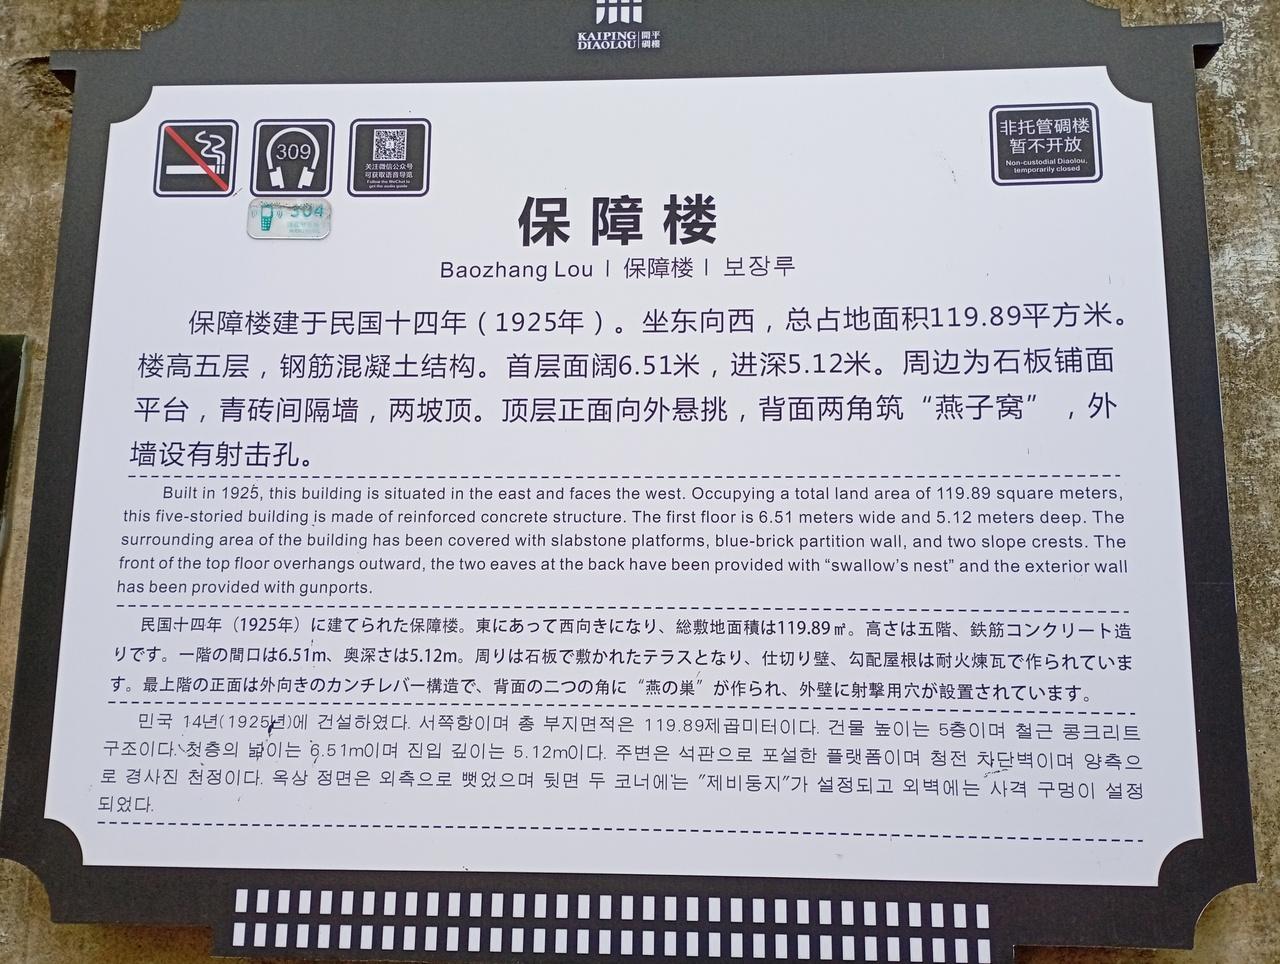 KAIPING 開平
DIAOLOU 碉楼
309
关注微信公众号
可获取语音导览
Follow the WeChat to
get the audio guide
304
非托管碉楼
暂不开放
Non-custodial Diaolou,
temporarily closed
保障楼
Baozhang Lou | 保障楼 | 보장루
保障楼建于民国十四年（1925年）。坐东向西，总占地面积119.89平方米。
楼高五层，钢筋混凝土结构。首层面阔6.51米，进深5.12米。周边为石板铺面
平台，青砖间隔墙，两坡顶。顶层正面向外悬挑，背面两角筑“燕子窝”，外
墙设有射击孔。
Built in 1925, this building is situated in the east and faces the west. Occupying a total land area of 119.89 square meters,
this five-storied building is made of reinforced concrete structure. The first floor is 6.51 meters wide and 5.12 meters deep. The
surrounding area of the building has been covered with slabstone platforms, blue-brick partition wall, and two slope crests. The
front of the top floor overhangs outward, the two eaves at the back have been provided with “swallow's nest” and the exterior wall
has been provided with gunports.
民国十四年（1925年）に建てられた保障楼。東にあって西向きになり、総敷地面積は119.89㎡。高さは五階、鉄筋コンクリート造
りです。一階の間口は6.51m、奥深さは5.12m。周りは石板で敷かれたテラスとなり、仕切り壁、勾配屋根は耐火煉瓦で作られていま
す。最上階の正面は外向きのカンチレバー構造で、背面の二つの角に“燕の巣”が作られ、外壁に射撃用穴が設置されています。
민국 14년(1925년)에 건설하였다. 서쪽향이며 총 부지면적은 119.89제곱미터이다. 건물 높이는 5층이며 철근 콩크리트
구조이다. 첫층의 넓이는 6.51m이며 진입 깊이는 5.12m이다. 주변은 석판으로 포설한 플랫폼이며 청전 차단벽이며 양측으
로 경사진 천정이다. 옥상 정면은 외측으로 뻣었으며 뒷면 두 코너에는 "제비둥지"가 설정되고 외벽에는 사격 구멍이 설정
되었다.